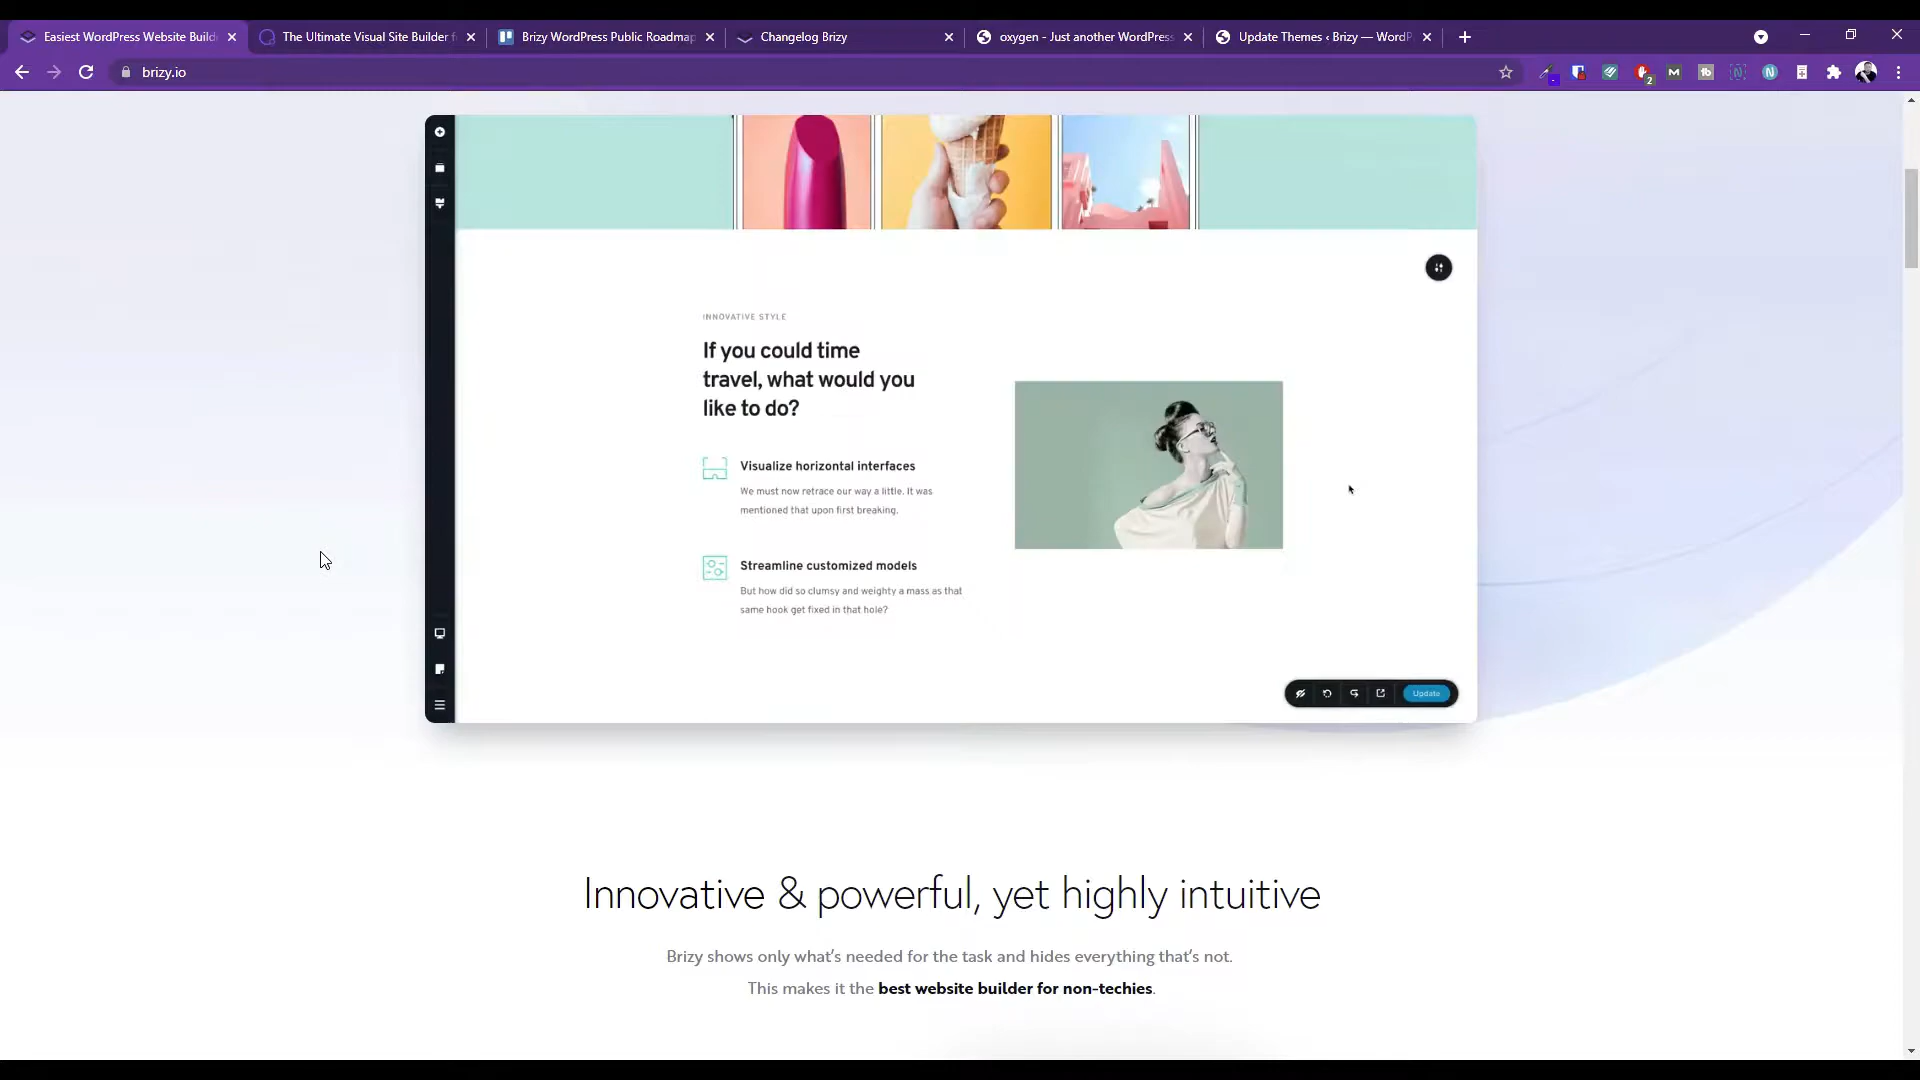 Easiest WordPress Website Build
The Ultimate Visual Site Builder f
Brizy WordPress Public Roadmap
Changelog Brizy
oxygen - Just another WordPress
Update Themes ‹ Brizy — WordP
brizy.io
2
INNOVATIVE STYLE
If you could time
travel, what would you
like to do?
Visualize horizontal interfaces
We must now retrace our way a little. It was
mentioned that upon first breaking.
Streamline customized models
But how did so clumsy and weighty a mass as that
same hook get fixed in that hole?
Update
Innovative & powerful, yet highly intuitive
Brizy shows only what's needed for the task and hides everything that's not.
This makes it the best website builder for non-techies.